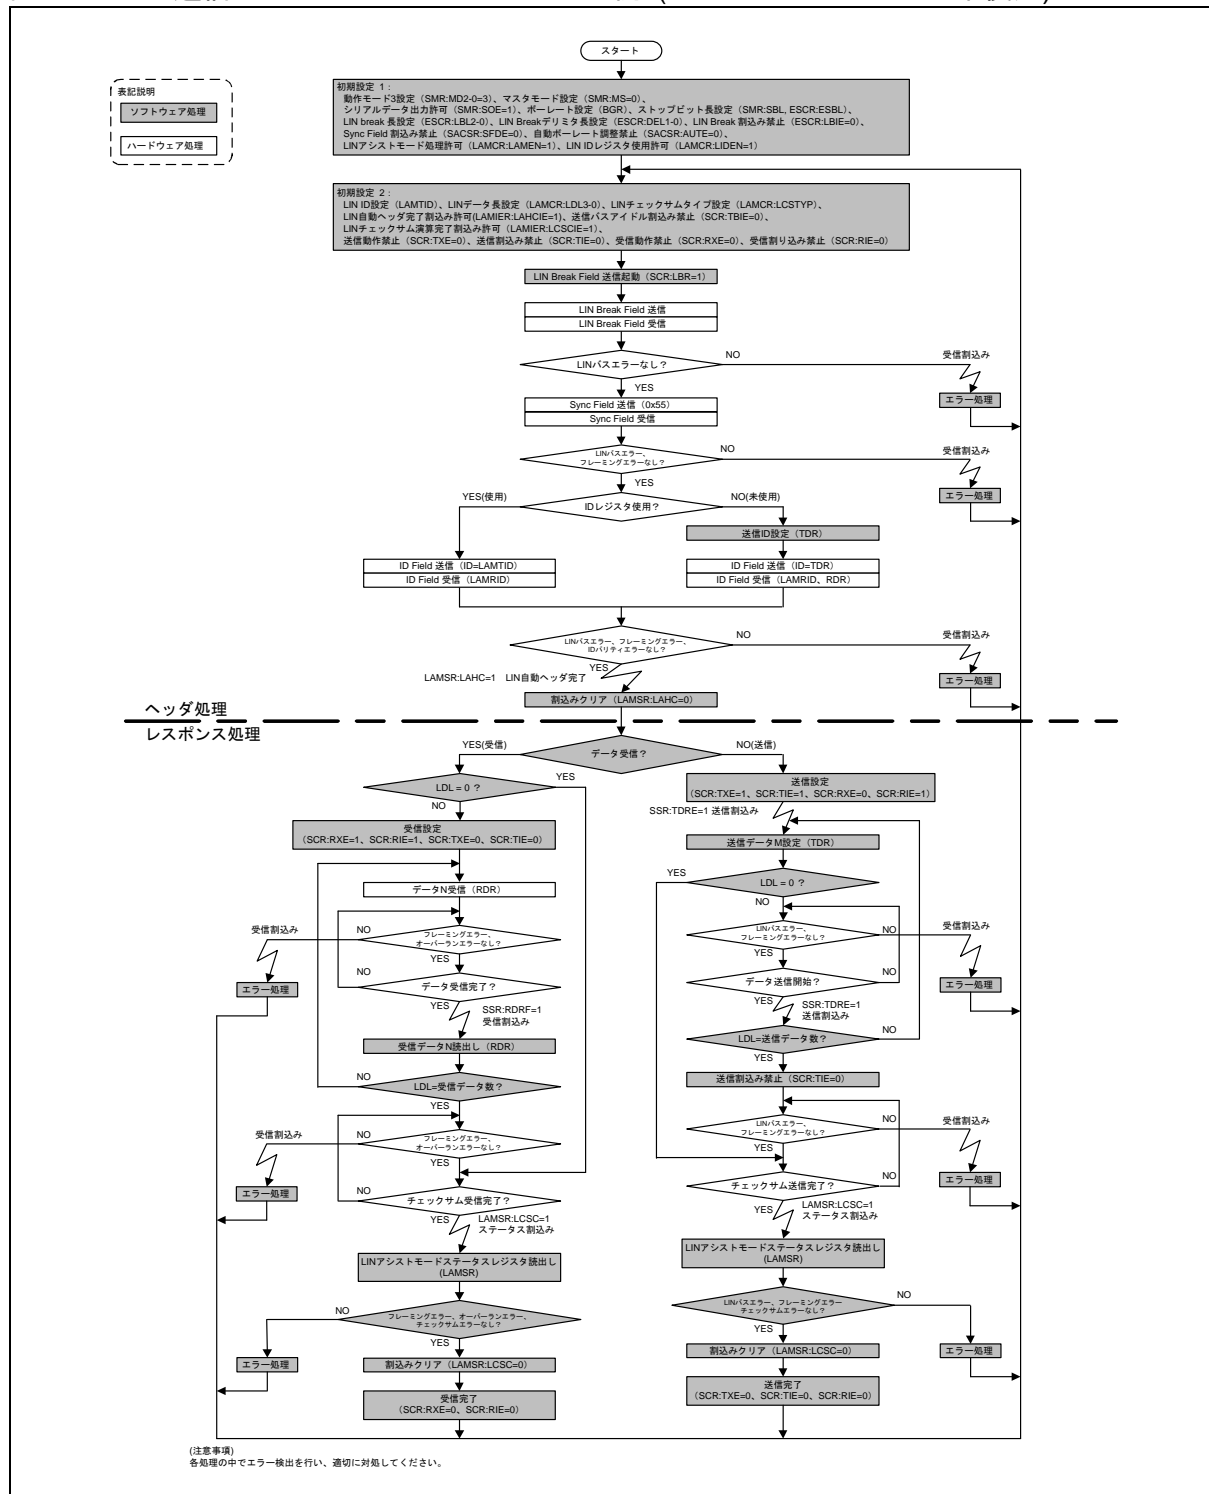 スタート
表記説明
ソフトウェア処理
ハードウェア処理
初期設定 1：
動作モード3設定（SMR:MD2-0=3）、マスタモード設定（SMR:MS=0）、
シリアルデータ出力許可（SMR:SOE=1）、ボーレート設定（BGR）、ストップビット長設定（SMR:SBL, ESCR:ESBL）、
LIN break 長設定（ESCR:LBL2-0）、LIN Breakデリミタ長設定（ESCR:DEL1-0）、LIN Break 割込み禁止（ESCR:LBIE=0）、
Sync Field 割込み禁止（SACSR:SFDE=0）、自動ボーレート調整禁止（SACSR:AUTE=0）、
LINアシストモード処理許可（LAMCR:LAMEN=1）、LIN IDレジスタ使用許可（LAMCR:LIDEN=1）
初期設定 2：
LIN ID設定（LAMTID）、LINデータ長設定（LAMCR:LDL3-0）、LINチェックサムタイプ設定（LAMCR:LCSTYP）、
LIN自動ヘッダ完了割込み許可(LAMIER:LAHCIE=1)、送信バスアイドル割込み禁止（SCR:TBIE=0）、
LINチェックサム演算完了割込み許可（LAMIER:LCSCIE=1）、
送信動作禁止（SCR:TXE=0）、送信割込み禁止（SCR:TIE=0）、受信動作禁止（SCR:RXE=0）、受信割り込み禁止（SCR:RIE=0）
LIN Break Field 送信起動（SCR:LBR=1）
LIN Break Field 送信
LIN Break Field 受信
LINバスエラーなし？
NO
受信割込み
YES
エラー処理
Sync Field 送信（0x55）
Sync Field 受信
LINバスエラー、
フレーミングエラーなし？
NO
受信割込み
YES
エラー処理
YES(使用)
IDレジスタ使用？
NO(未使用)
送信ID設定（TDR）
ID Field 送信（ID=LAMTID）
ID Field 受信（LAMRID）
ID Field 送信（ID=TDR）
ID Field 受信（LAMRID、RDR）
LINバスエラー、フレーミングエラー、
IDパリティエラーなし？
NO
受信割込み
YES
エラー処理
LAMSR:LAHC=1 LIN自動ヘッダ完了
割込みクリア（LAMSR:LAHC=0）
ヘッダ処理
レスポンス処理
YES(受信)
データ受信？
NO(送信)
LDL = 0 ？
YES
NO
送信設定
（SCR:TXE=1、SCR:TIE=1、SCR:RXE=0、SCR:RIE=1）
SSR:TDRE=1 送信割込み
受信設定
（SCR:RXE=1、SCR:RIE=1、SCR:TXE=0、SCR:TIE=0）
送信データM設定（TDR）
データN受信（RDR）
YES
LDL = 0 ？
NO
受信割込み
NO
フレーミングエラー、
オーバーランエラーなし？
YES
LINバスエラー、
フレーミングエラーなし？
NO
受信割込み
YES
エラー処理
NO
データ受信完了？
YES
SSR:RDRF=1
受信割込み
データ送信開始？
NO
エラー処理
YES
SSR:TDRE=1
送信割込み
受信データN読出し（RDR）
LDL=送信データ数？
NO
YES
NO
LDL=受信データ数？
YES
送信割込み禁止（SCR:TIE=0）
受信割込み
NO
フレーミングエラー、
オーバーランエラーなし？
YES
LINバスエラー、
フレーミングエラーなし？
NO
受信割込み
YES
エラー処理
NO
チェックサム受信完了？
YES
LAMSR:LCSC=1
ステータス割込み
チェックサム送信完了？
NO
エラー処理
YES
LAMSR:LCSC=1
ステータス割込み
LINアシストモードステータスレジスタ読出し
(LAMSR)
LINアシストモードステータスレジスタ読出し
(LAMSR)
NO
フレーミングエラー、オーバーランエラー、
チェックサムエラーなし？
YES
LINバスエラー、フレーミングエラー
チェックサムエラーなし？
NO
YES
エラー処理
割込みクリア（LAMSR:LCSC=0）
割込みクリア（LAMSR:LCSC=0）
エラー処理
受信完了
（SCR:RXE=0、SCR:RIE=0）
送信完了
（SCR:TXE=0、SCR:TIE=0、SCR:RIE=0）
(注意事項)
各処理の中でエラー検出を行い、適切に対処してください。